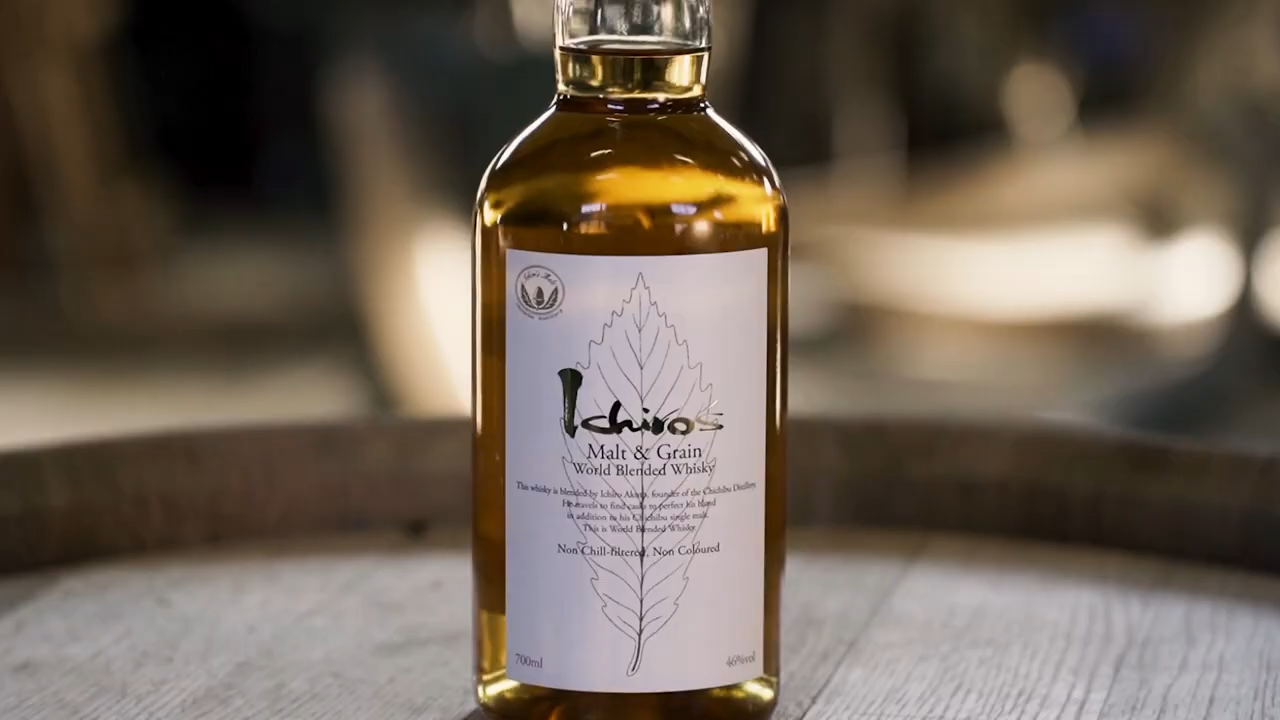 Ichiro's
Malt & Grain
World Blended Whisky
This whisky is blended by Ichiro Akuto, founder of the Chichibu Distillery.
He travels to find casks to perfect his blend
in addition to his Chichibu single malt.
This is World Blended Whisky.
Non Chill-filtered, Non Coloured
700ml
46%vol